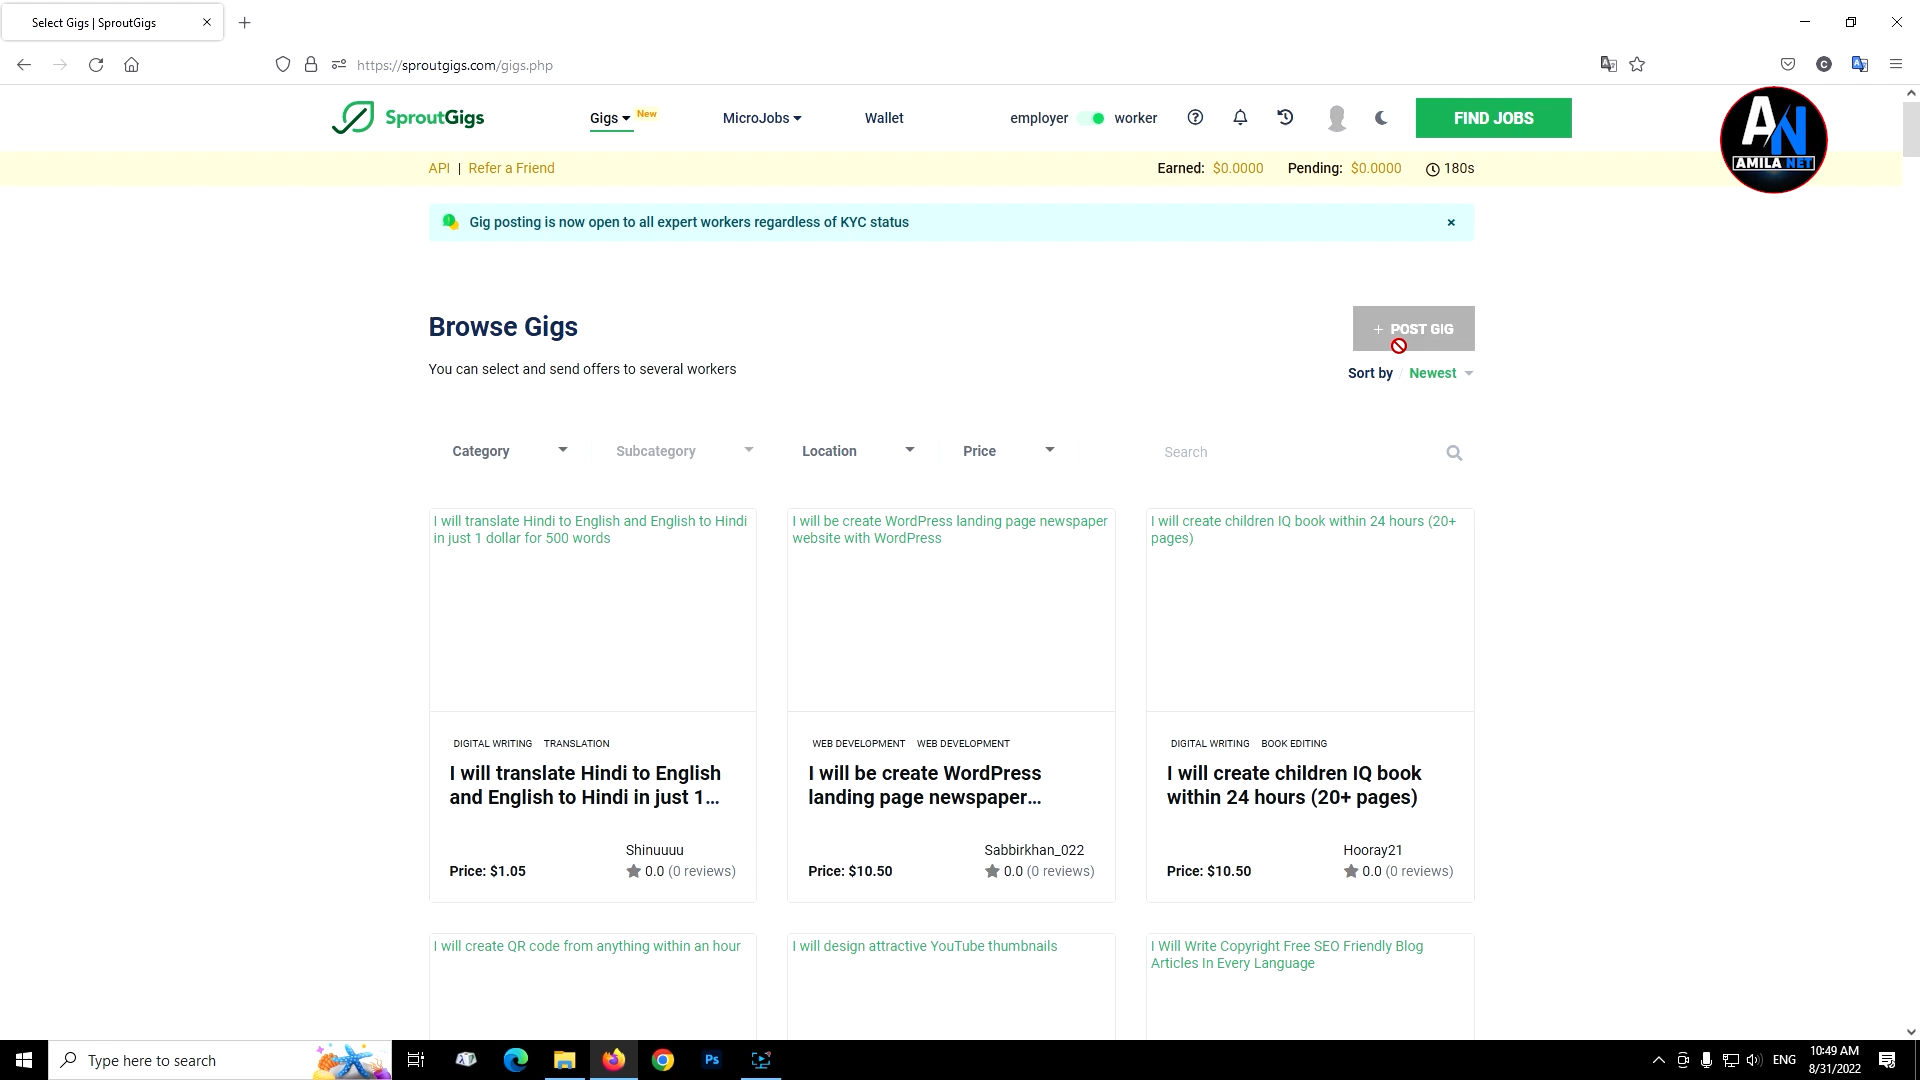 Select Gigs | SproutGigs
https://sproutgigs.com/gigs.php
SproutGigs
Gigs
New
MicroJobs
Wallet
employer
worker
FIND JOBS
AN
AMILA NET
API | Refer a Friend
Earned: $0.0000
Pending: $0.0000
180s
Gig posting is now open to all expert workers regardless of KYC status
Browse Gigs
+ POST GIG
You can select and send offers to several workers
Sort by / Newest
Category
Subcategory
Location
Price
Search
I will translate Hindi to English and English to Hindi
in just 1 dollar for 500 words
I will be create WordPress landing page newspaper
website with WordPress
I will create children IQ book within 24 hours (20+
pages)
DIGITAL WRITING TRANSLATION
I will translate Hindi to English
and English to Hindi in just 1...
Shinuuuu
Price: $1.05
0.0 (0 reviews)
WEB DEVELOPMENT WEB DEVELOPMENT
I will be create WordPress
landing page newspaper...
Sabbirkhan_022
Price: $10.50
0.0 (0 reviews)
DIGITAL WRITING BOOK EDITING
I will create children IQ book
within 24 hours (20+ pages)
Hooray21
Price: $10.50
0.0 (0 reviews)
I will create QR code from anything within an hour
I will design attractive YouTube thumbnails
I Will Write Copyright Free SEO Friendly Blog
Articles In Every Language
Type here to search
Ps
ENG
10:49 AM
8/31/2022